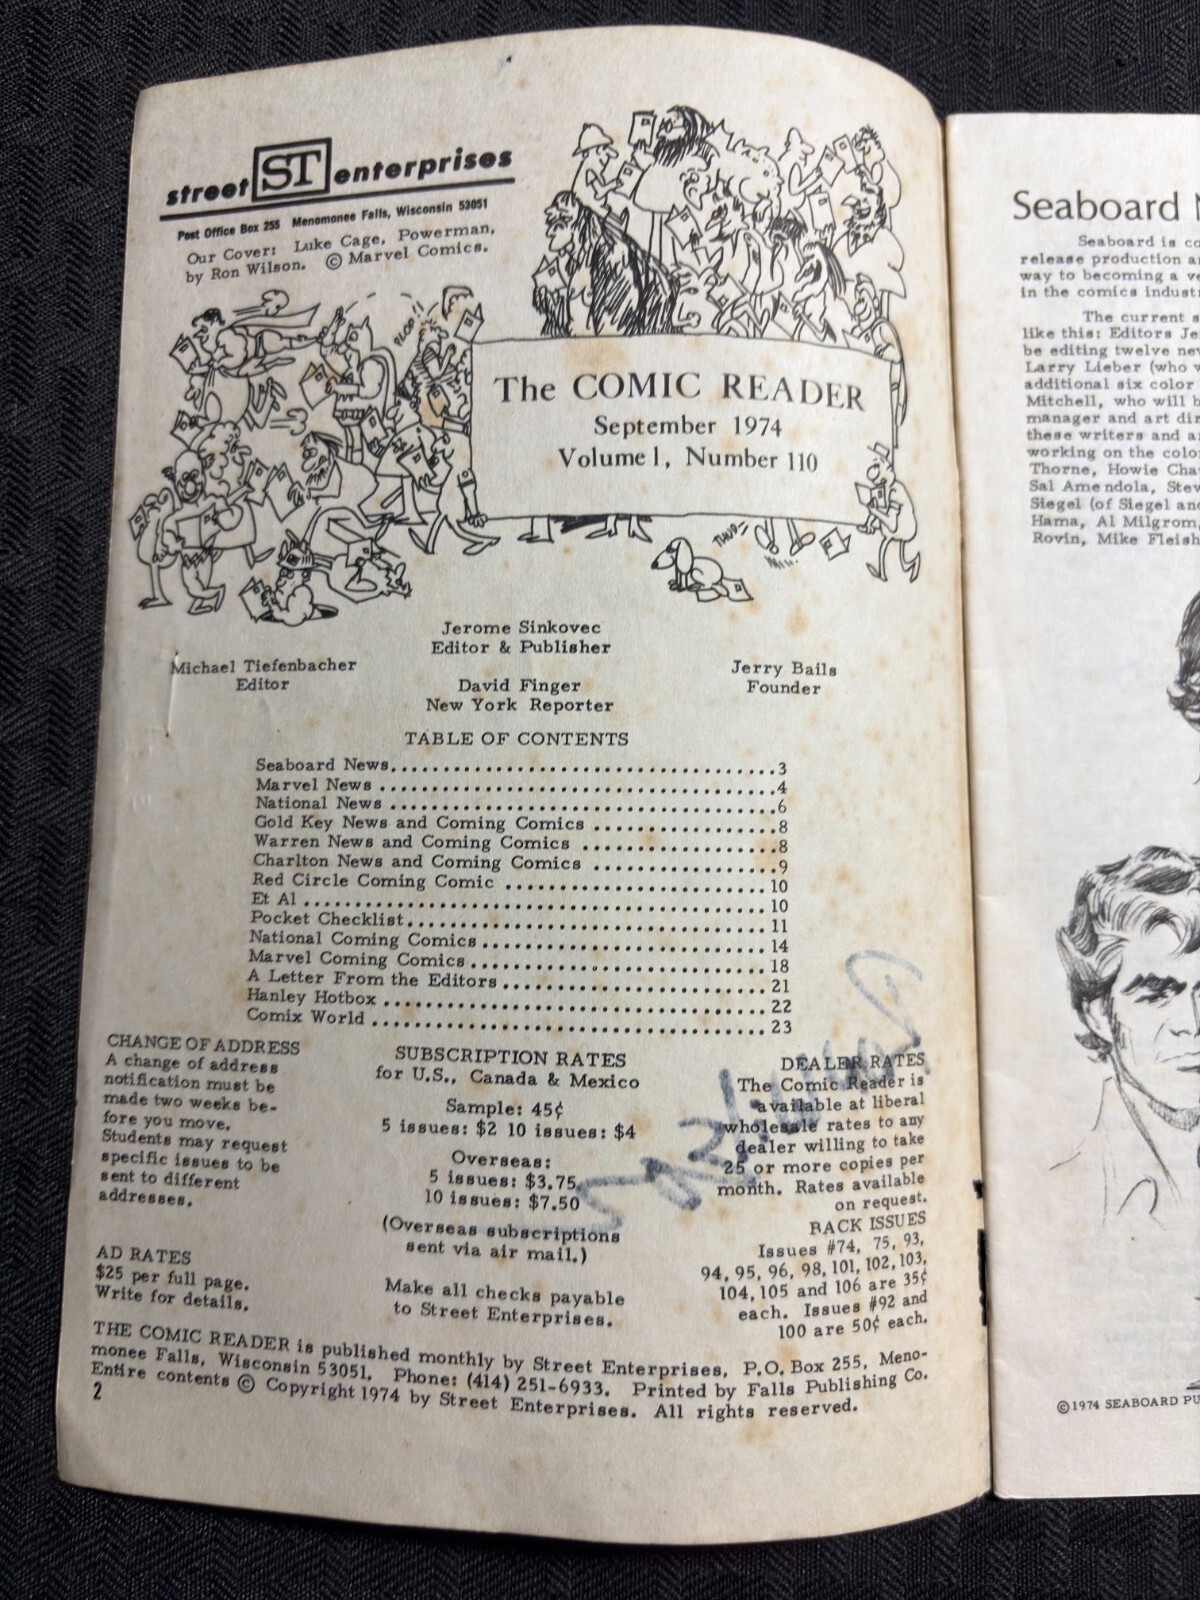 street ST enterprises
Post Office Box 255 Menomonee Falls, Wisconsin 53051
Our Cover: Luke Cage, Powerman,
by Ron Wilson. © Marvel Comics.
PLOP!!
The COMIC READER
September 1974
Volume 1, Number 110
THUD
Jerome Sinkovec
Editor & Publisher
Michael Tiefenbacher
Editor
David Finger
New York Reporter
Jerry Bails
Founder
TABLE OF CONTENTS
Seaboard News.....................................3
Marvel News.....................................4
National News.....................................6
Gold Key News and Coming Comics..............8
Warren News and Coming Comics...............8
Charlton News and Coming Comics..............9
Red Circle Coming Comic.....................10
Et Al.....................................10
Pocket Checklist............................11
National Coming Comics......................14
Marvel Coming Comics.......................18
A Letter From the Editors....................21
Hanley Hotbox..............................22
Comix World...............................23
CHANGE OF ADDRESS
A change of address
notification must be
made two weeks be-
fore you move.
Students may request
specific issues to be
sent to different
addresses.
AD RATES
$25 per full page.
Write for details.
SUBSCRIPTION RATES
for U.S., Canada & Mexico
Sample: 45¢
5 issues: $2 10 issues: $4
Overseas:
5 issues: $3.75
10 issues: $7.50
(Overseas subscriptions
sent via air mail.)
Make all checks payable
to Street Enterprises.
DEALER RATES
The Comic Reader is
available at liberal
wholesale rates to any
dealer willing to take
25 or more copies per
month. Rates available
on request.
BACK ISSUES
Issues #74, 75, 93,
94, 95, 96, 98, 101, 102, 103,
104, 105 and 106 are 35¢
each. Issues #92 and
100 are 50¢ each.
THE COMIC READER is published monthly by Street Enterprises, P.O. Box 255, Meno-
monee Falls, Wisconsin 53051. Phone: (414) 251-6933. Printed by Falls Publishing Co.
Entire contents © Copyright 1974 by Street Enterprises. All rights reserved.
2
Seaboard
Seaboard is
release production
way to becoming a
in the comics
The current
like this: Editors
be editing twelve
Larry Lieber (who
additional six color
Mitchell, who will
manager and art
these writers and
working on the
Thorne, Howie
Sal Amendola,
Siegel (of Siegel
Hama, Al Milgrom,
Rovin, Mike
©1974 SEABOARD